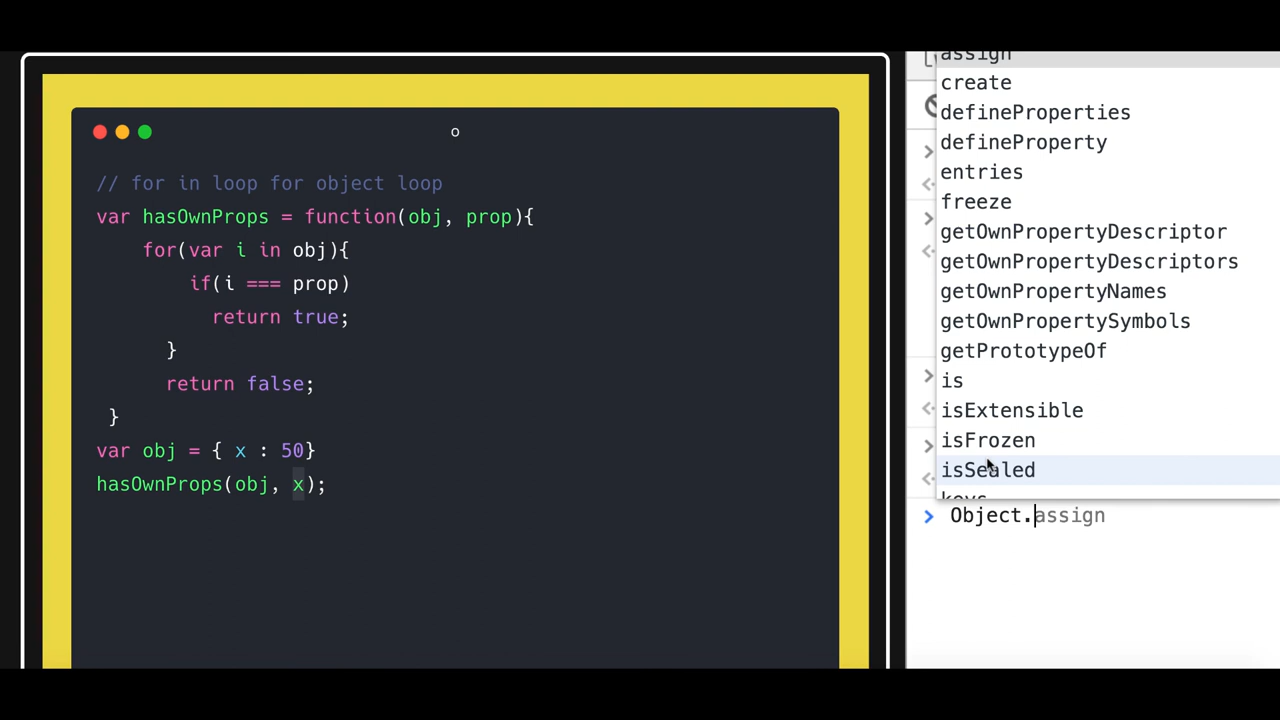 o
// for in loop for object loop
var hasOwnProps = function(obj, prop){
for(var i in obj){
if(i === prop)
return true;
}
return false;
}
var obj = { x : 50}
hasOwnProps(obj, x);
assign
create
defineProperties
defineProperty
entries
freeze
getOwnPropertyDescriptor
getOwnPropertyDescriptors
getOwnPropertyNames
getOwnPropertySymbols
getPrototypeOf
is
isExtensible
isFrozen
isSealed
keys
> Object.assign